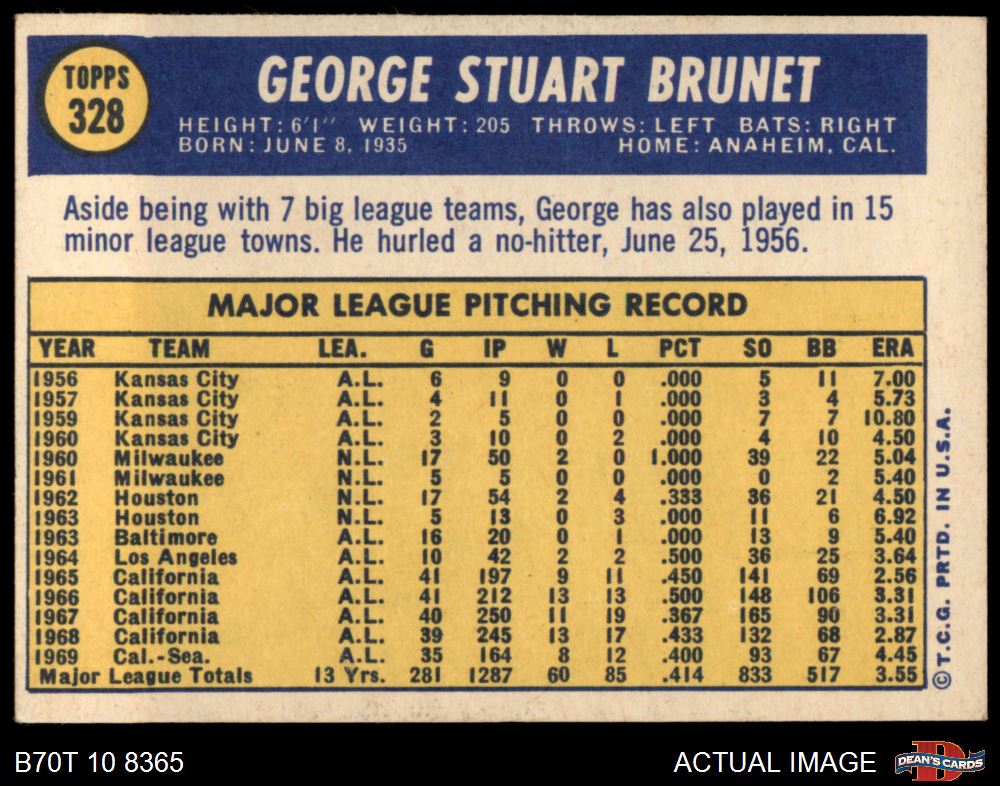 TOPPS
328
GEORGE STUART BRUNET
HEIGHT: 6'1" WEIGHT: 205 THROWS: LEFT BATS: RIGHT
BORN: JUNE 8, 1935 HOME: ANAHEIM, CAL.
Aside being with 7 big league teams, George has also played in 15
minor league towns. He hurled a no-hitter, June 25, 1956.
MAJOR LEAGUE PITCHING RECORD
YEAR TEAM LEA. G IP W L PCT SO BB ERA
1956 Kansas City A.L. 6 9 0 0 .000 5 11 7.00
1957 Kansas City A.L. 4 11 0 1 .000 3 4 5.73
1959 Kansas City A.L. 2 5 0 0 .000 7 7 10.80
1960 Kansas City A.L. 3 10 0 2 .000 4 10 4.50
1960 Milwaukee N.L. 17 50 2 0 1.000 39 22 5.04
1961 Milwaukee N.L. 5 5 0 0 .000 0 2 5.40
1962 Houston N.L. 17 54 2 4 .333 36 21 4.50
1963 Houston N.L. 5 13 0 3 .000 11 6 6.92
1963 Baltimore A.L. 16 20 0 1 .000 13 9 5.40
1964 Los Angeles A.L. 10 42 2 2 .500 36 25 3.64
1965 California A.L. 41 197 9 11 .450 141 69 2.56
1966 California A.L. 41 212 13 13 .500 148 106 3.31
1967 California A.L. 40 250 11 19 .367 165 90 3.31
1968 California A.L. 39 245 13 17 .433 132 68 2.87
1969 Cal.-Sea. A.L. 35 164 8 12 .400 93 67 4.45
Major League Totals 13 Yrs. 281 1287 60 85 .414 833 517 3.55
© T.C.G. PRTD. IN U.S.A.
B70T 10 8365 ACTUAL IMAGE
D
DEAN'S CARDS